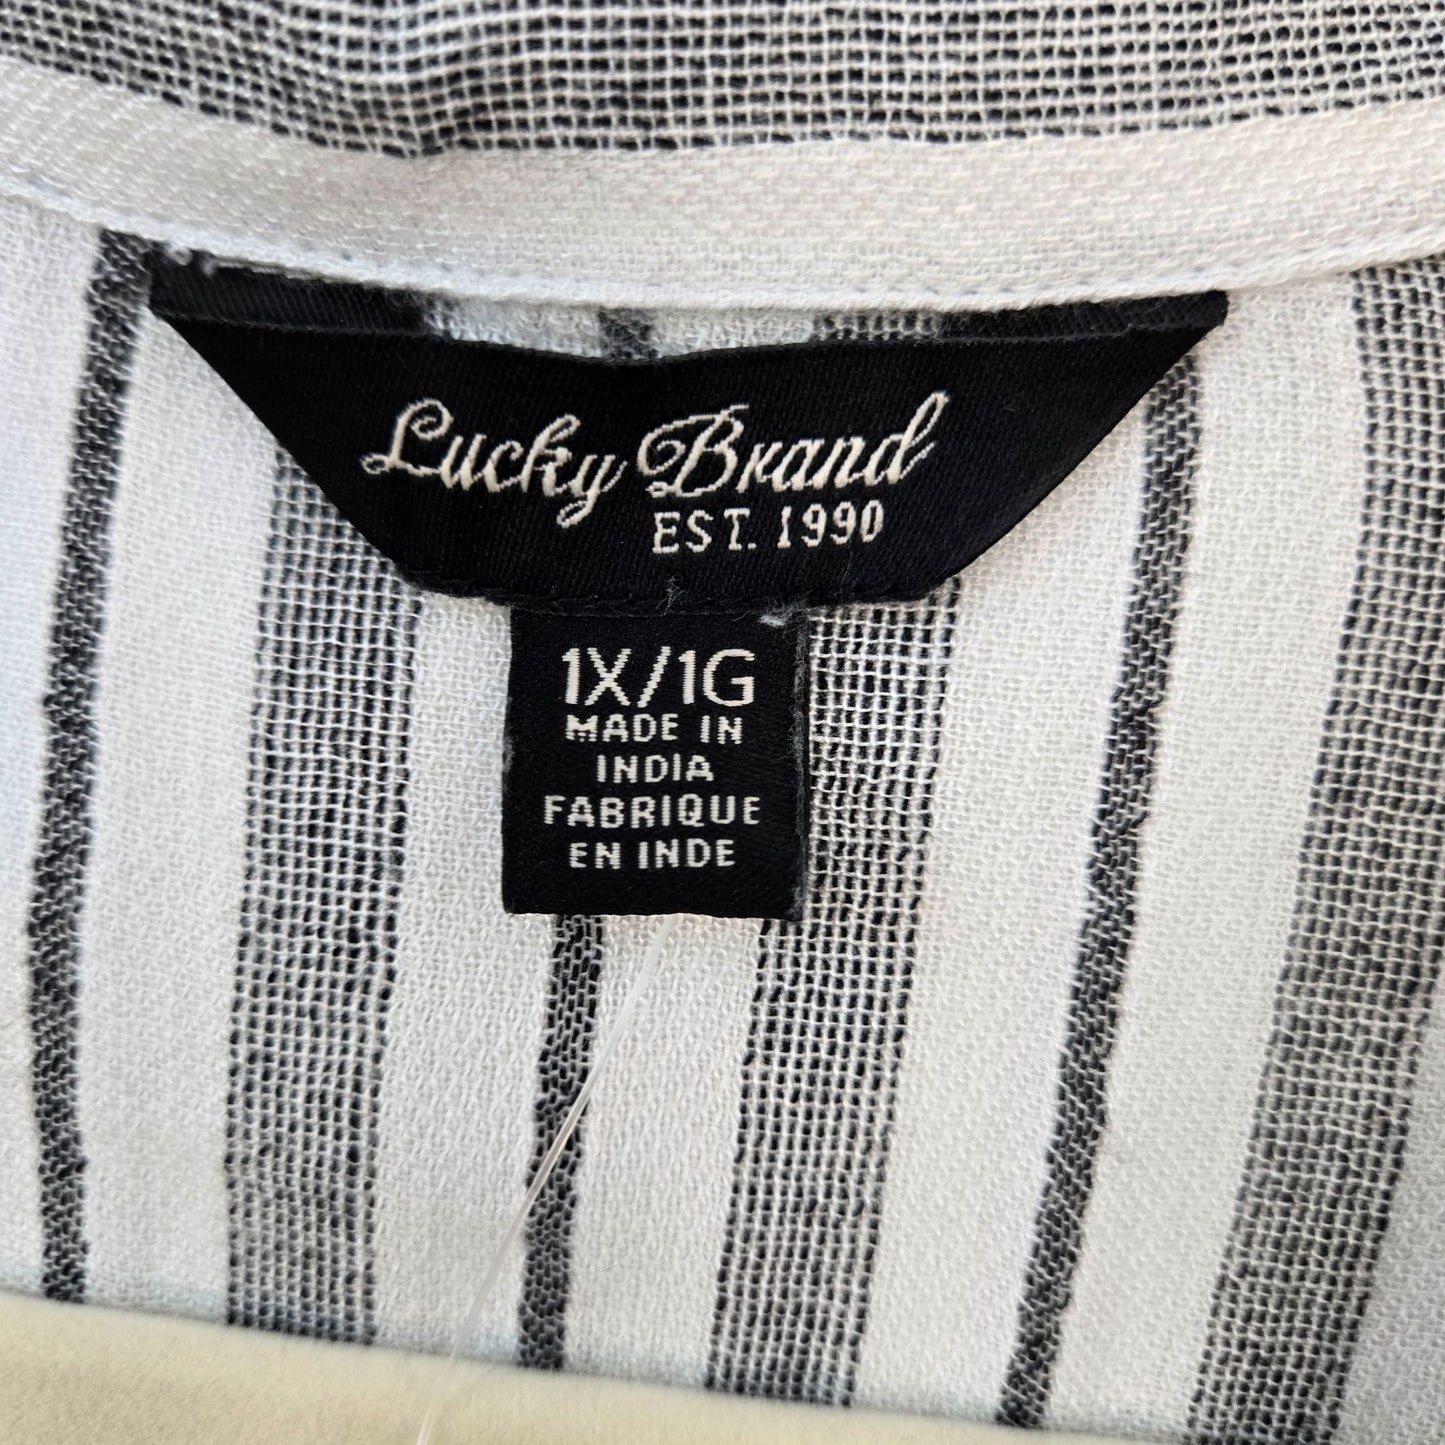 Lucky Brand
EST. 1990
1X/1G
MADE IN
INDIA
FABRIQUE
EN INDE